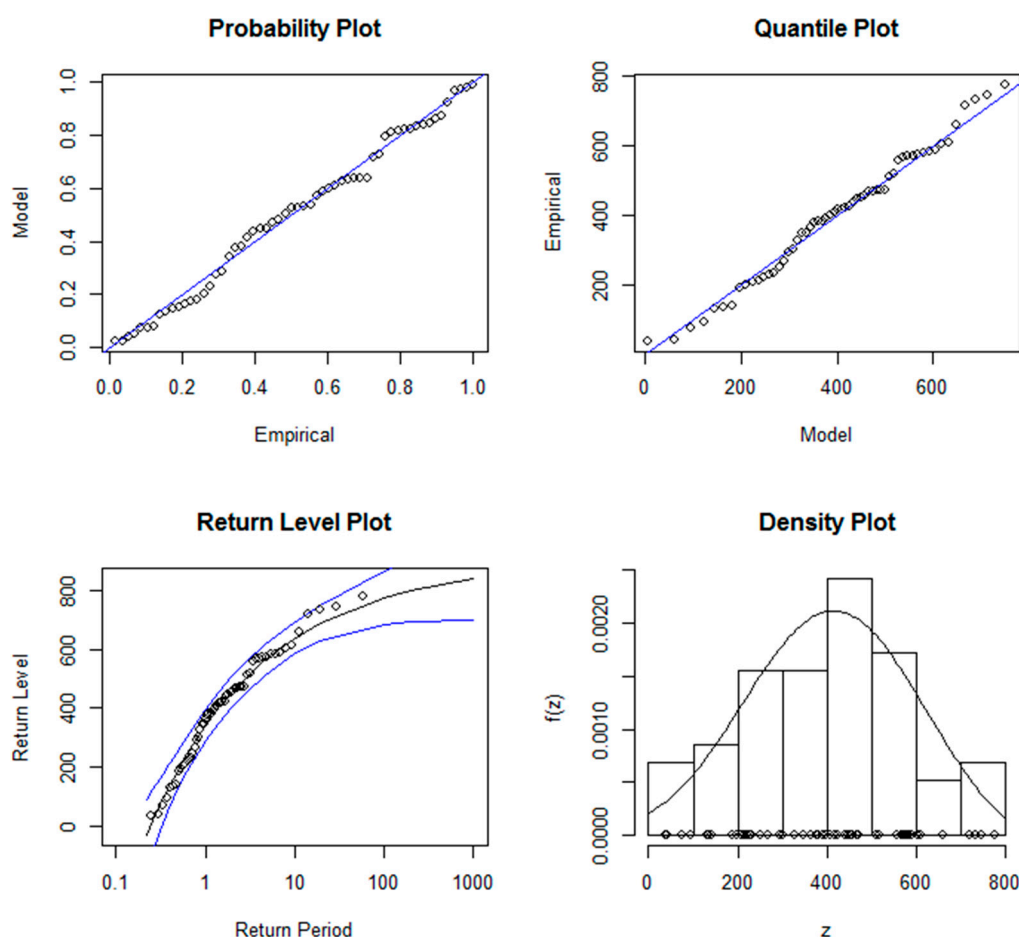 Probability Plot
Model
0.0 0.2 0.4 0.6 0.8 1.0
0.0 0.2 0.4 0.6 0.8 1.0
Empirical
Quantile Plot
Empirical
200 400 600 800
0 200 400 600
Model
Return Level Plot
Return Level
0 200 400 600 800
0.1 1 10 100 1000
Return Period
Density Plot
f(z)
0.0000 0.0010 0.0020
0 200 400 600 800
z